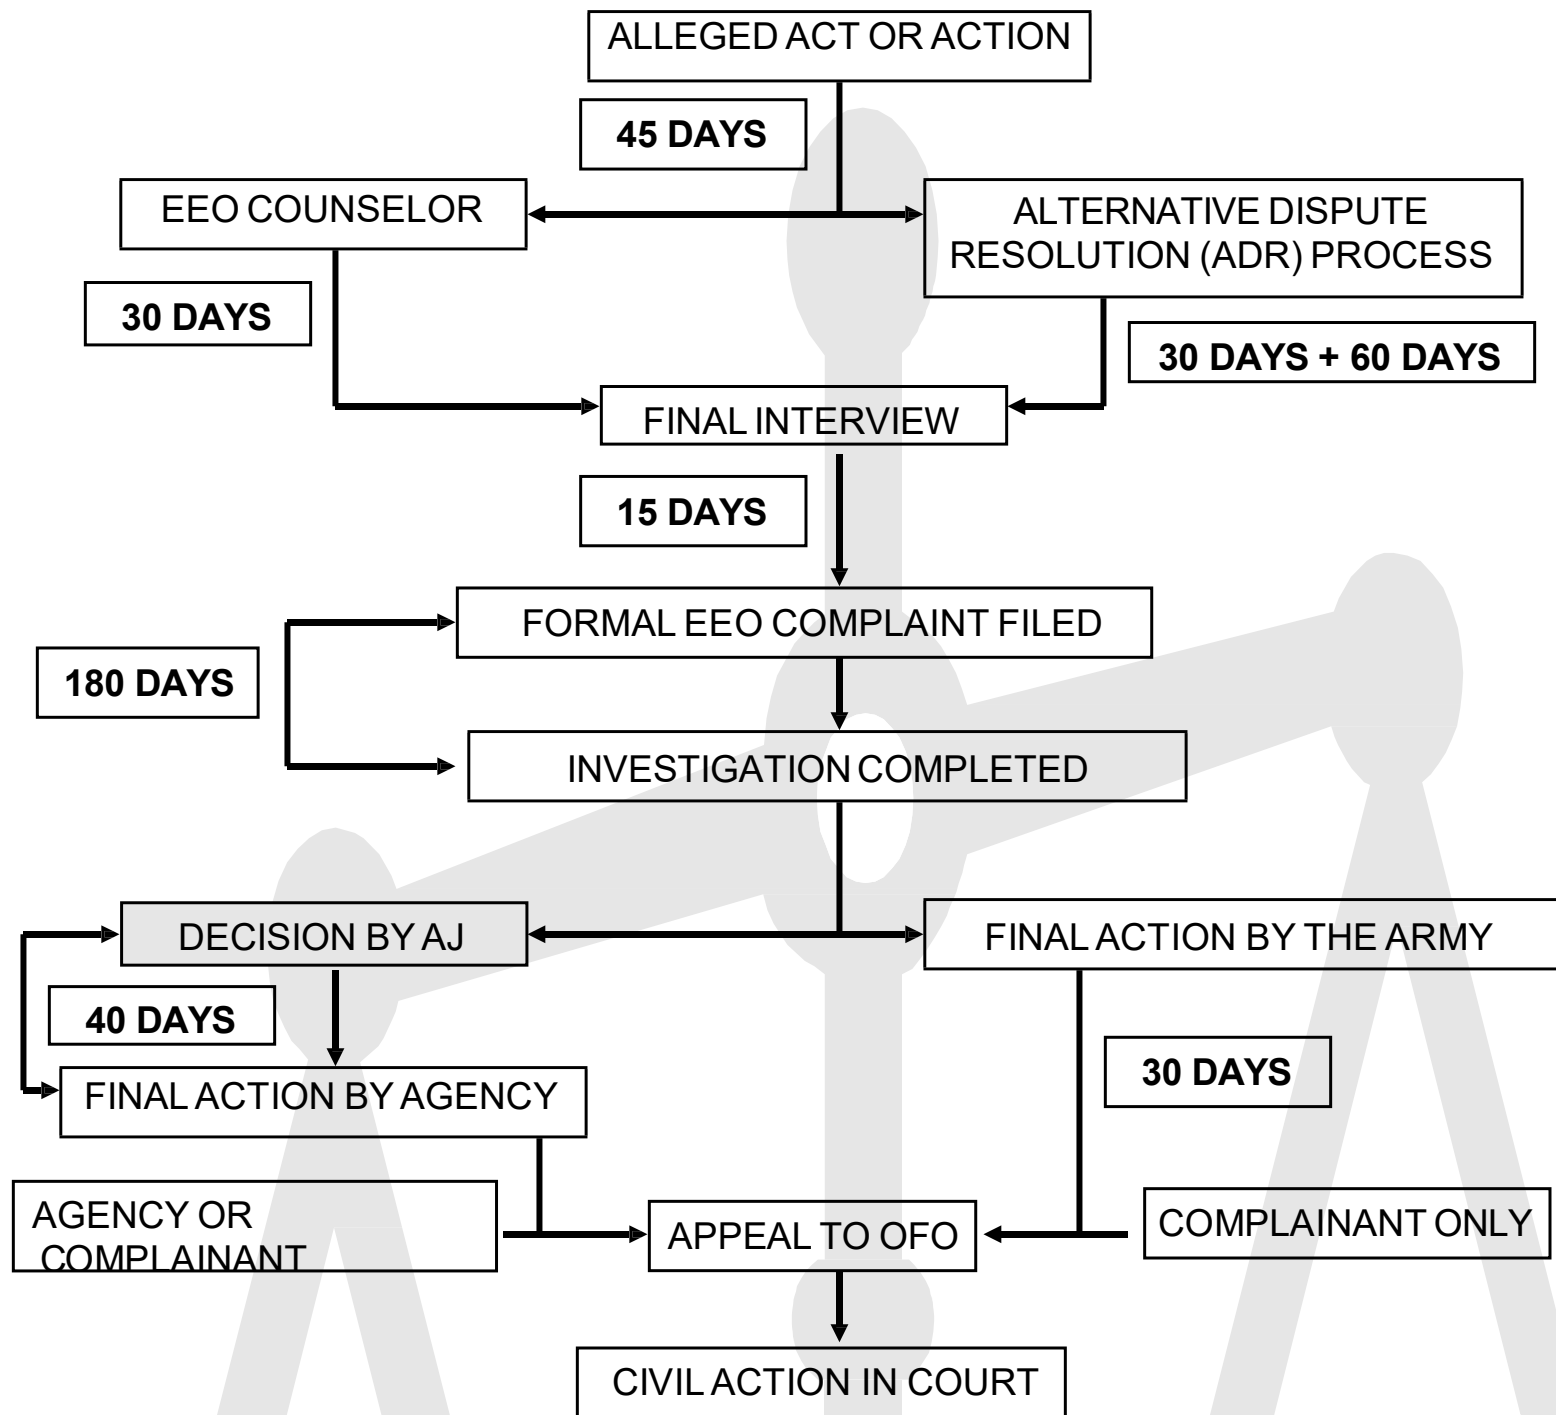 ALLEGED ACT OR ACTION
45 DAYS
EEO COUNSELOR
ALTERNATIVE DISPUTE
RESOLUTION (ADR) PROCESS
30 DAYS
30 DAYS + 60 DAYS
FINAL INTERVIEW
15 DAYS
FORMAL EEO COMPLAINT FILED
180 DAYS
INVESTIGATION COMPLETED
DECISION BY AJ
FINAL ACTION BY THE ARMY
40 DAYS
30 DAYS
FINAL ACTION BY AGENCY
AGENCY OR
COMPLAINANT
APPEAL TO OFO
COMPLAINANT ONLY
CIVIL ACTION IN COURT